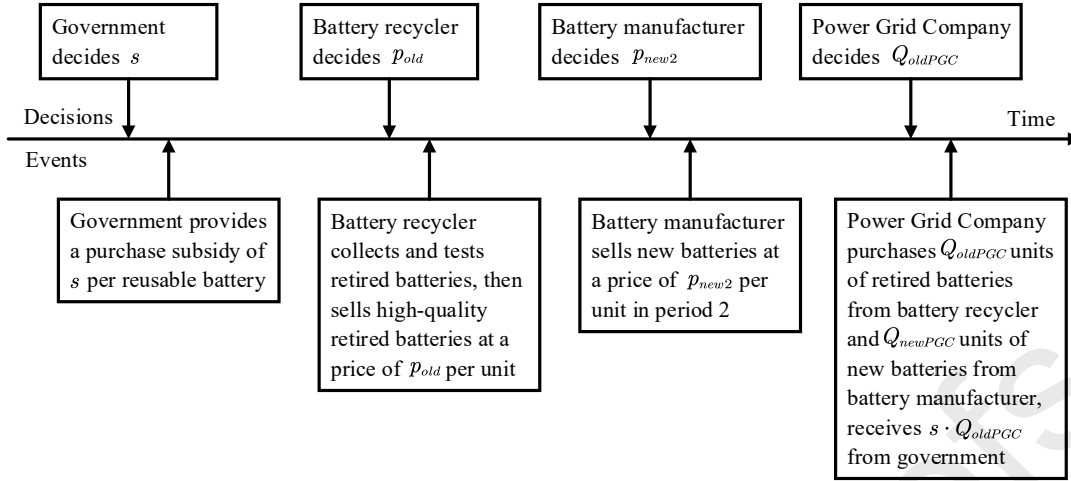 Government
decides s
Battery recycler
decides p_old
Battery manufacturer
decides p_new2
Power Grid Company
decides Q_oldPGC
Decisions
Time
Events
Government provides
a purchase subsidy of
s per reusable battery
Battery recycler
collects and tests
retired batteries, then
sells high-quality
retired batteries at a
price of p_old per unit
Battery manufacturer
sells new batteries at
a price of p_new2 per
unit in period 2
Power Grid Company
purchases Q_oldPGC units
of retired batteries
from battery recycler
and Q_newPGC units of
new batteries from
battery manufacturer,
receives s · Q_oldPGC
from government